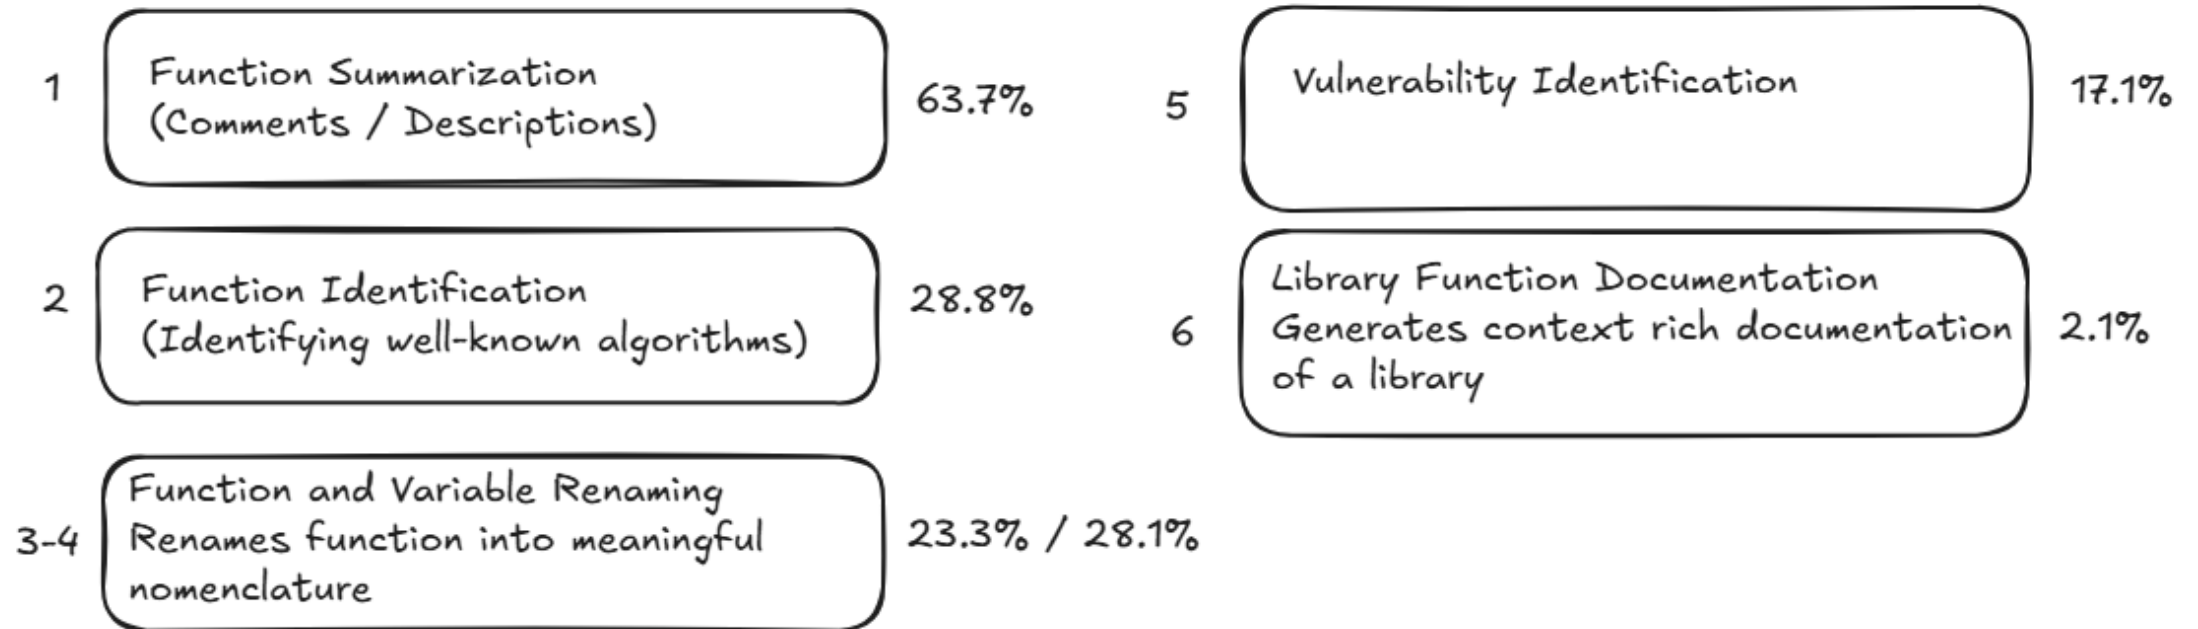 1
Function Summarization
(Comments / Descriptions)
63.7%
2
Function Identification
(Identifying well-known algorithms)
28.8%
3-4
Function and Variable Renaming
Renames function into meaningful
nomenclature
23.3% / 28.1%
5
Vulnerability Identification
17.1%
6
Library Function Documentation
Generates context rich documentation
of a library
2.1%